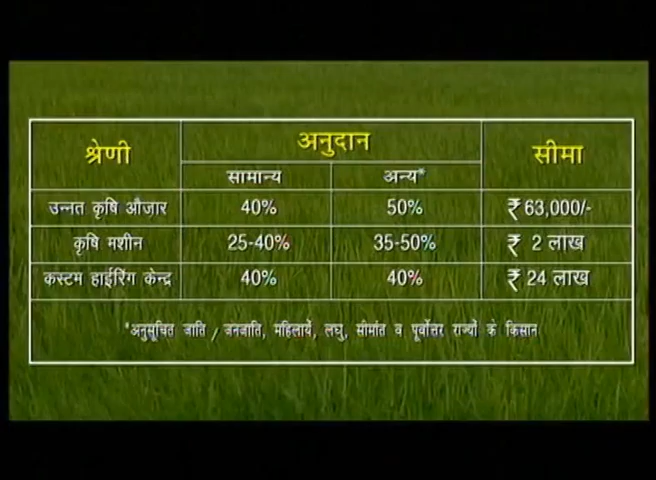 श्रेणी अनुदान सीमा
सामान्य अन्य*
उन्नत कृषि औज़ार 40% 50% ₹ 63,000/-
कृषि मशीन 25-40% 35-50% ₹ 2 लाख
कस्टम हाईरिंग केन्द्र 40% 40% ₹ 24 लाख
*अनुसूचित जाति / जनजाति, महिलायें, लघु, सीमांत व पूर्वोत्तर राज्यों के किसान